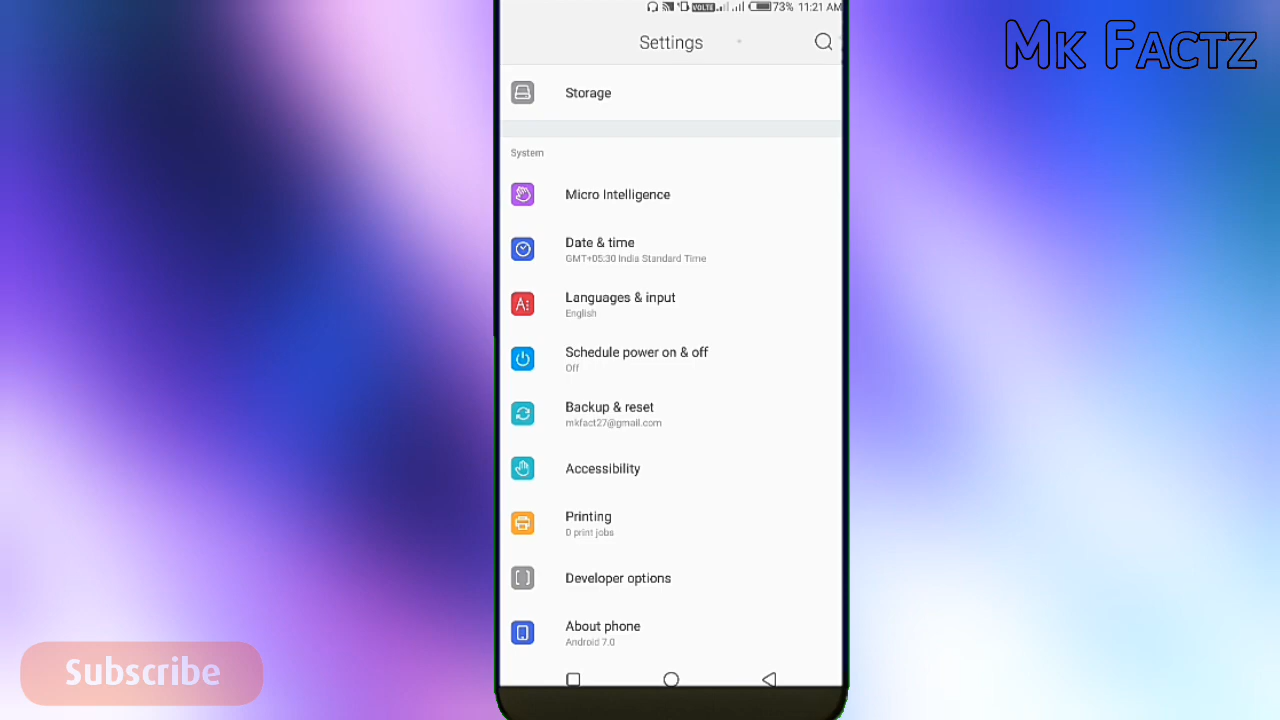 VOLTE 73% 11:21 AM
Settings
Mk Factz
Storage
System
Micro Intelligence
Date & time
GMT+05:30 India Standard Time
Languages & input
English
Schedule power on & off
Off
Backup & reset
mkfact27@gmail.com
Accessibility
Printing
0 print jobs
Developer options
About phone
Android 7.0
Subscribe